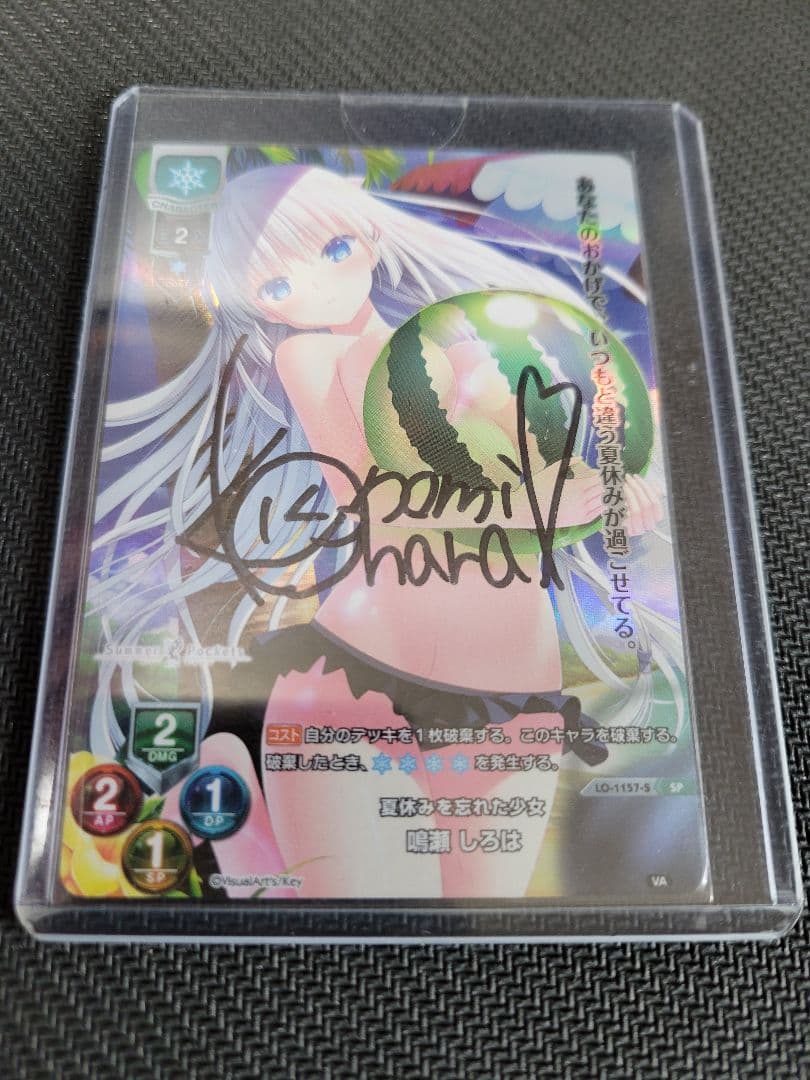 CHARACTER
2
あなたのおかげで、いつもと違う夏休みが過ごせてる。
Konomi
Kohara
Summer Pockets
2
DMG
2
AP
1
DP
1
SP
コスト 自分のデッキを1枚破棄する。このキャラを破棄する。
破棄したとき、❄❄❄❄を発生する。
LO-1157-S SP
夏休みを忘れた少女
鳴瀬 しろは
©VisualArt's/Key
VA